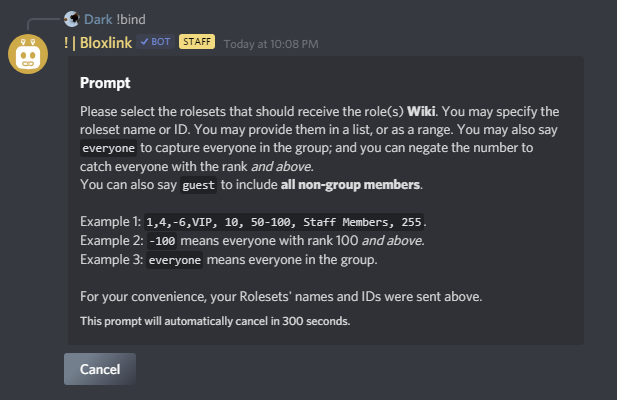 Dark !bind
! | Bloxlink ✓ BOT STAFF Today at 10:08 PM
Prompt
Please select the rolesets that should receive the role(s) Wiki. You may specify the
roleset name or ID. You may provide them in a list, or as a range. You may also say
everyone to capture everyone in the group; and you can negate the number to
catch everyone with the rank and above.
You can also say guest to include all non-group members.
Example 1: 1,4,-6,VIP, 10, 50-100, Staff Members, 255.
Example 2: -100 means everyone with rank 100 and above.
Example 3: everyone means everyone in the group.
For your convenience, your Rolesets' names and IDs were sent above.
This prompt will automatically cancel in 300 seconds.
Cancel